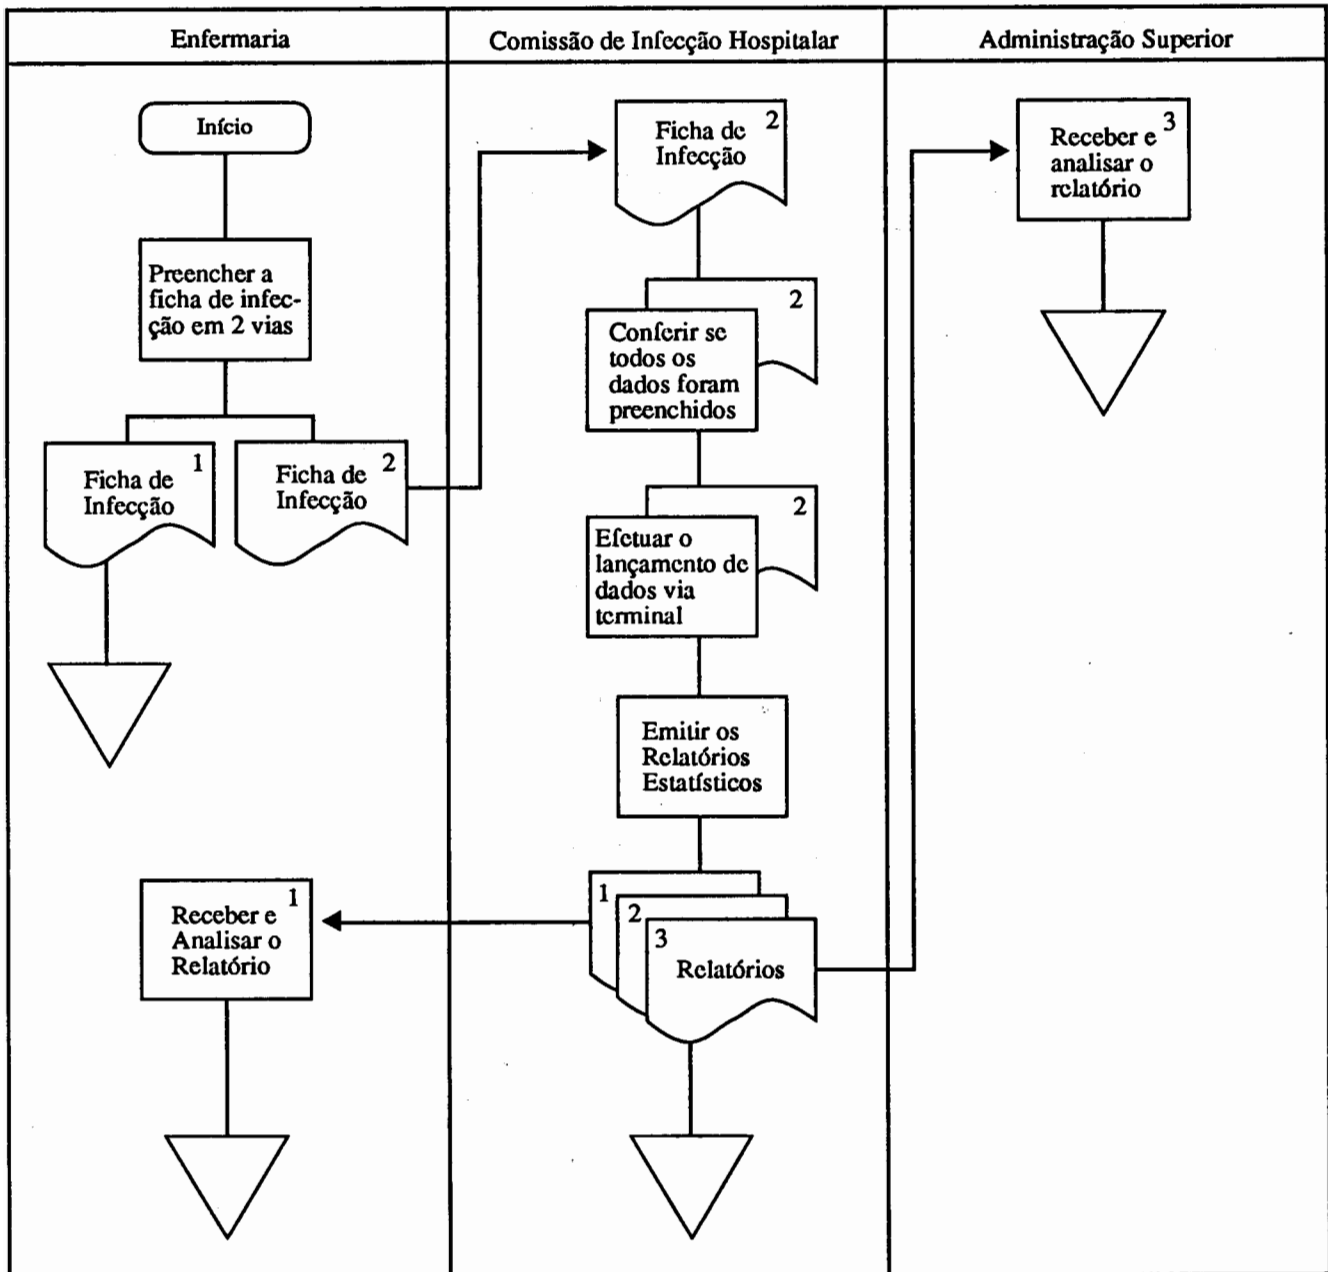 Enfermaria
Comissão de Infecção Hospitalar
Administração Superior
Início
Preencher a
ficha de infec-
ção em 2 vias
1
Ficha de
Infecção
2
Ficha de
Infecção
1
Receber e
Analisar o
Relatório
2
Ficha de
Infecção
2
Conferir se
todos os
dados foram
preenchidos
2
Efetuar o
lançamento de
dados via
terminal
Emitir os
Relatórios
Estatísticos
1
2
3
Relatórios
3
Receber e
analisar o
relatório